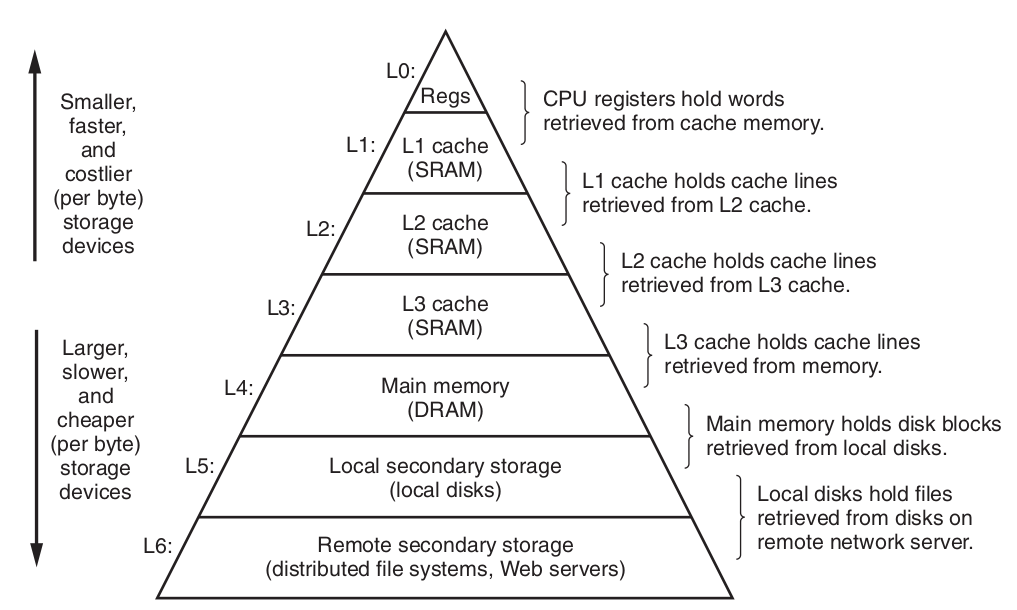 Smaller,
faster,
and
costlier
(per byte)
storage
devices
Larger,
slower,
and
cheaper
(per byte)
storage
devices
L0:
Regs
L1:
L1 cache
(SRAM)
L2:
L2 cache
(SRAM)
L3:
L3 cache
(SRAM)
L4:
Main memory
(DRAM)
L5:
Local secondary storage
(local disks)
L6:
Remote secondary storage
(distributed file systems, Web servers)
CPU registers hold words
retrieved from cache memory.
L1 cache holds cache lines
retrieved from L2 cache.
L2 cache holds cache lines
retrieved from L3 cache.
L3 cache holds cache lines
retrieved from memory.
Main memory holds disk blocks
retrieved from local disks.
Local disks hold files
retrieved from disks on
remote network server.